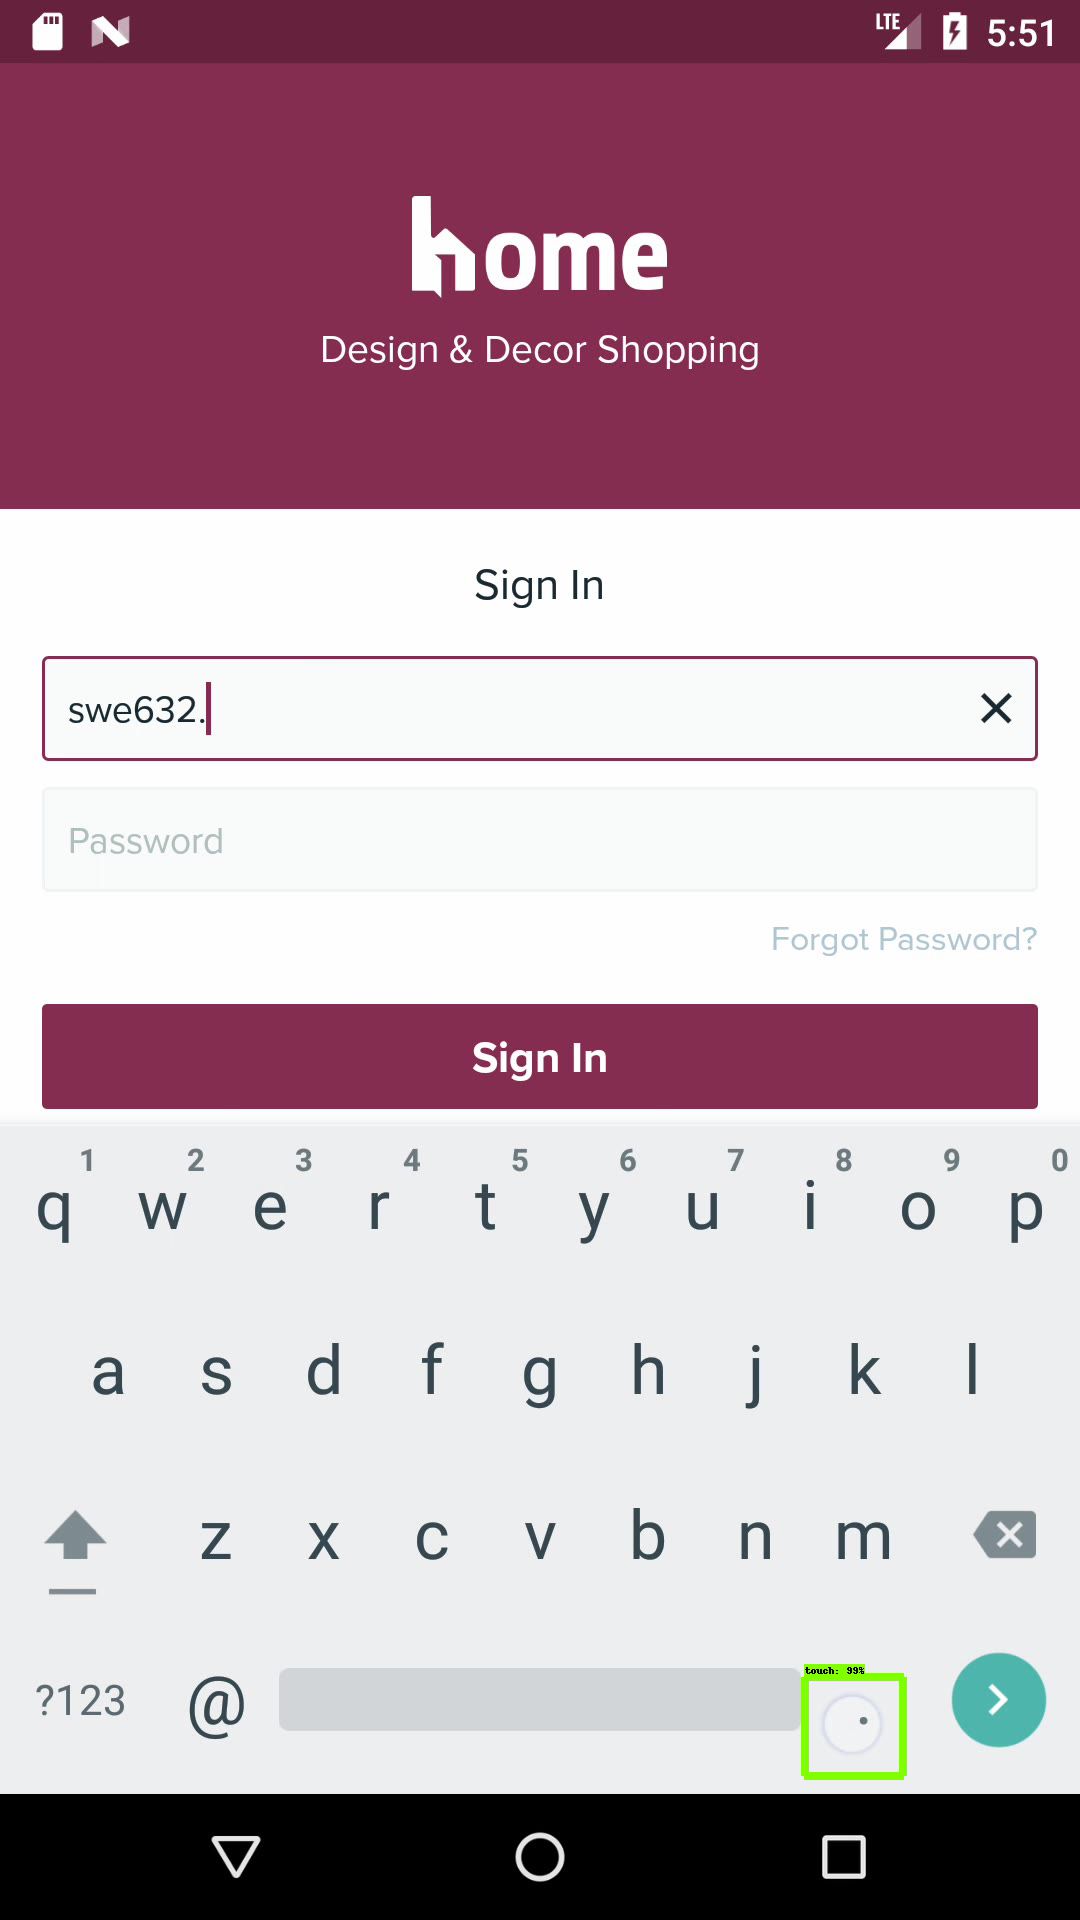 LTE 5:51
home
Design & Decor Shopping
Sign In
swe632.
Password
Forgot Password?
Sign In
1 2 3 4 5 6 7 8 9 0
q w e r t y u i o p
a s d f g h j k l
z x c v b n m
touch: 99%
?123 @ .